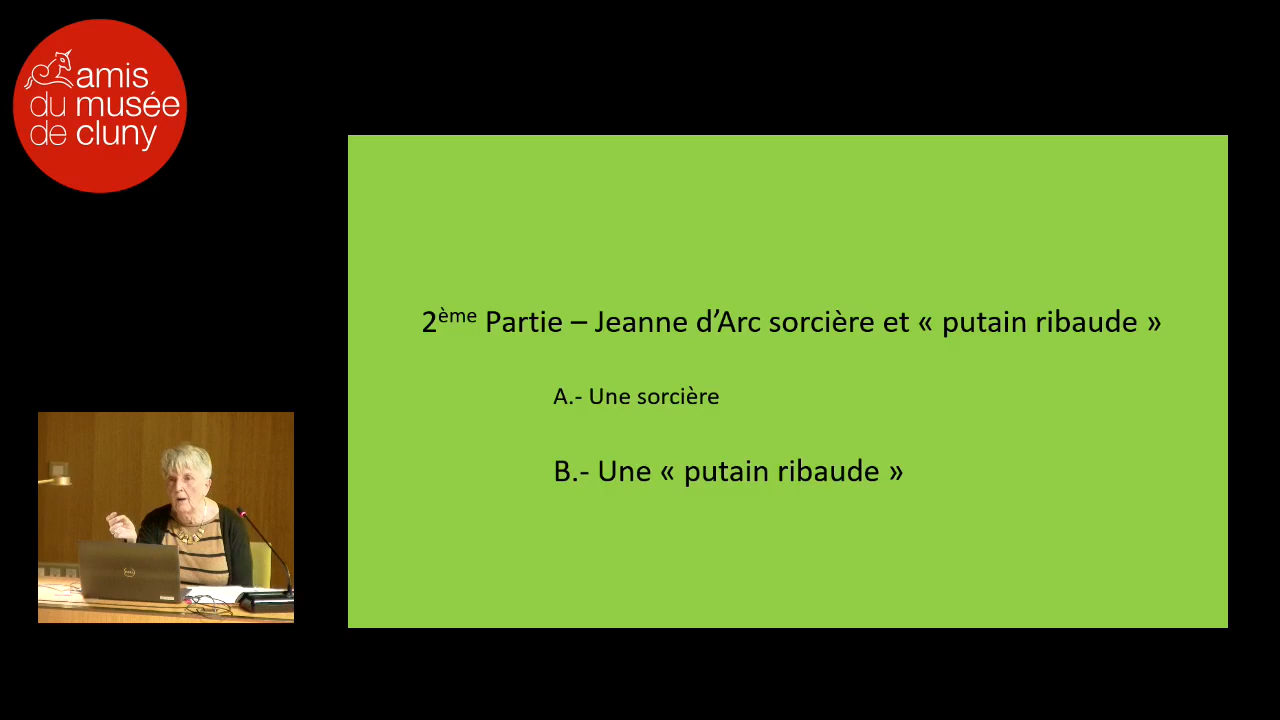 amis
du musée
de cluny
2ème Partie – Jeanne d’Arc sorcière et « putain ribaude »
A.- Une sorcière
B.- Une « putain ribaude »